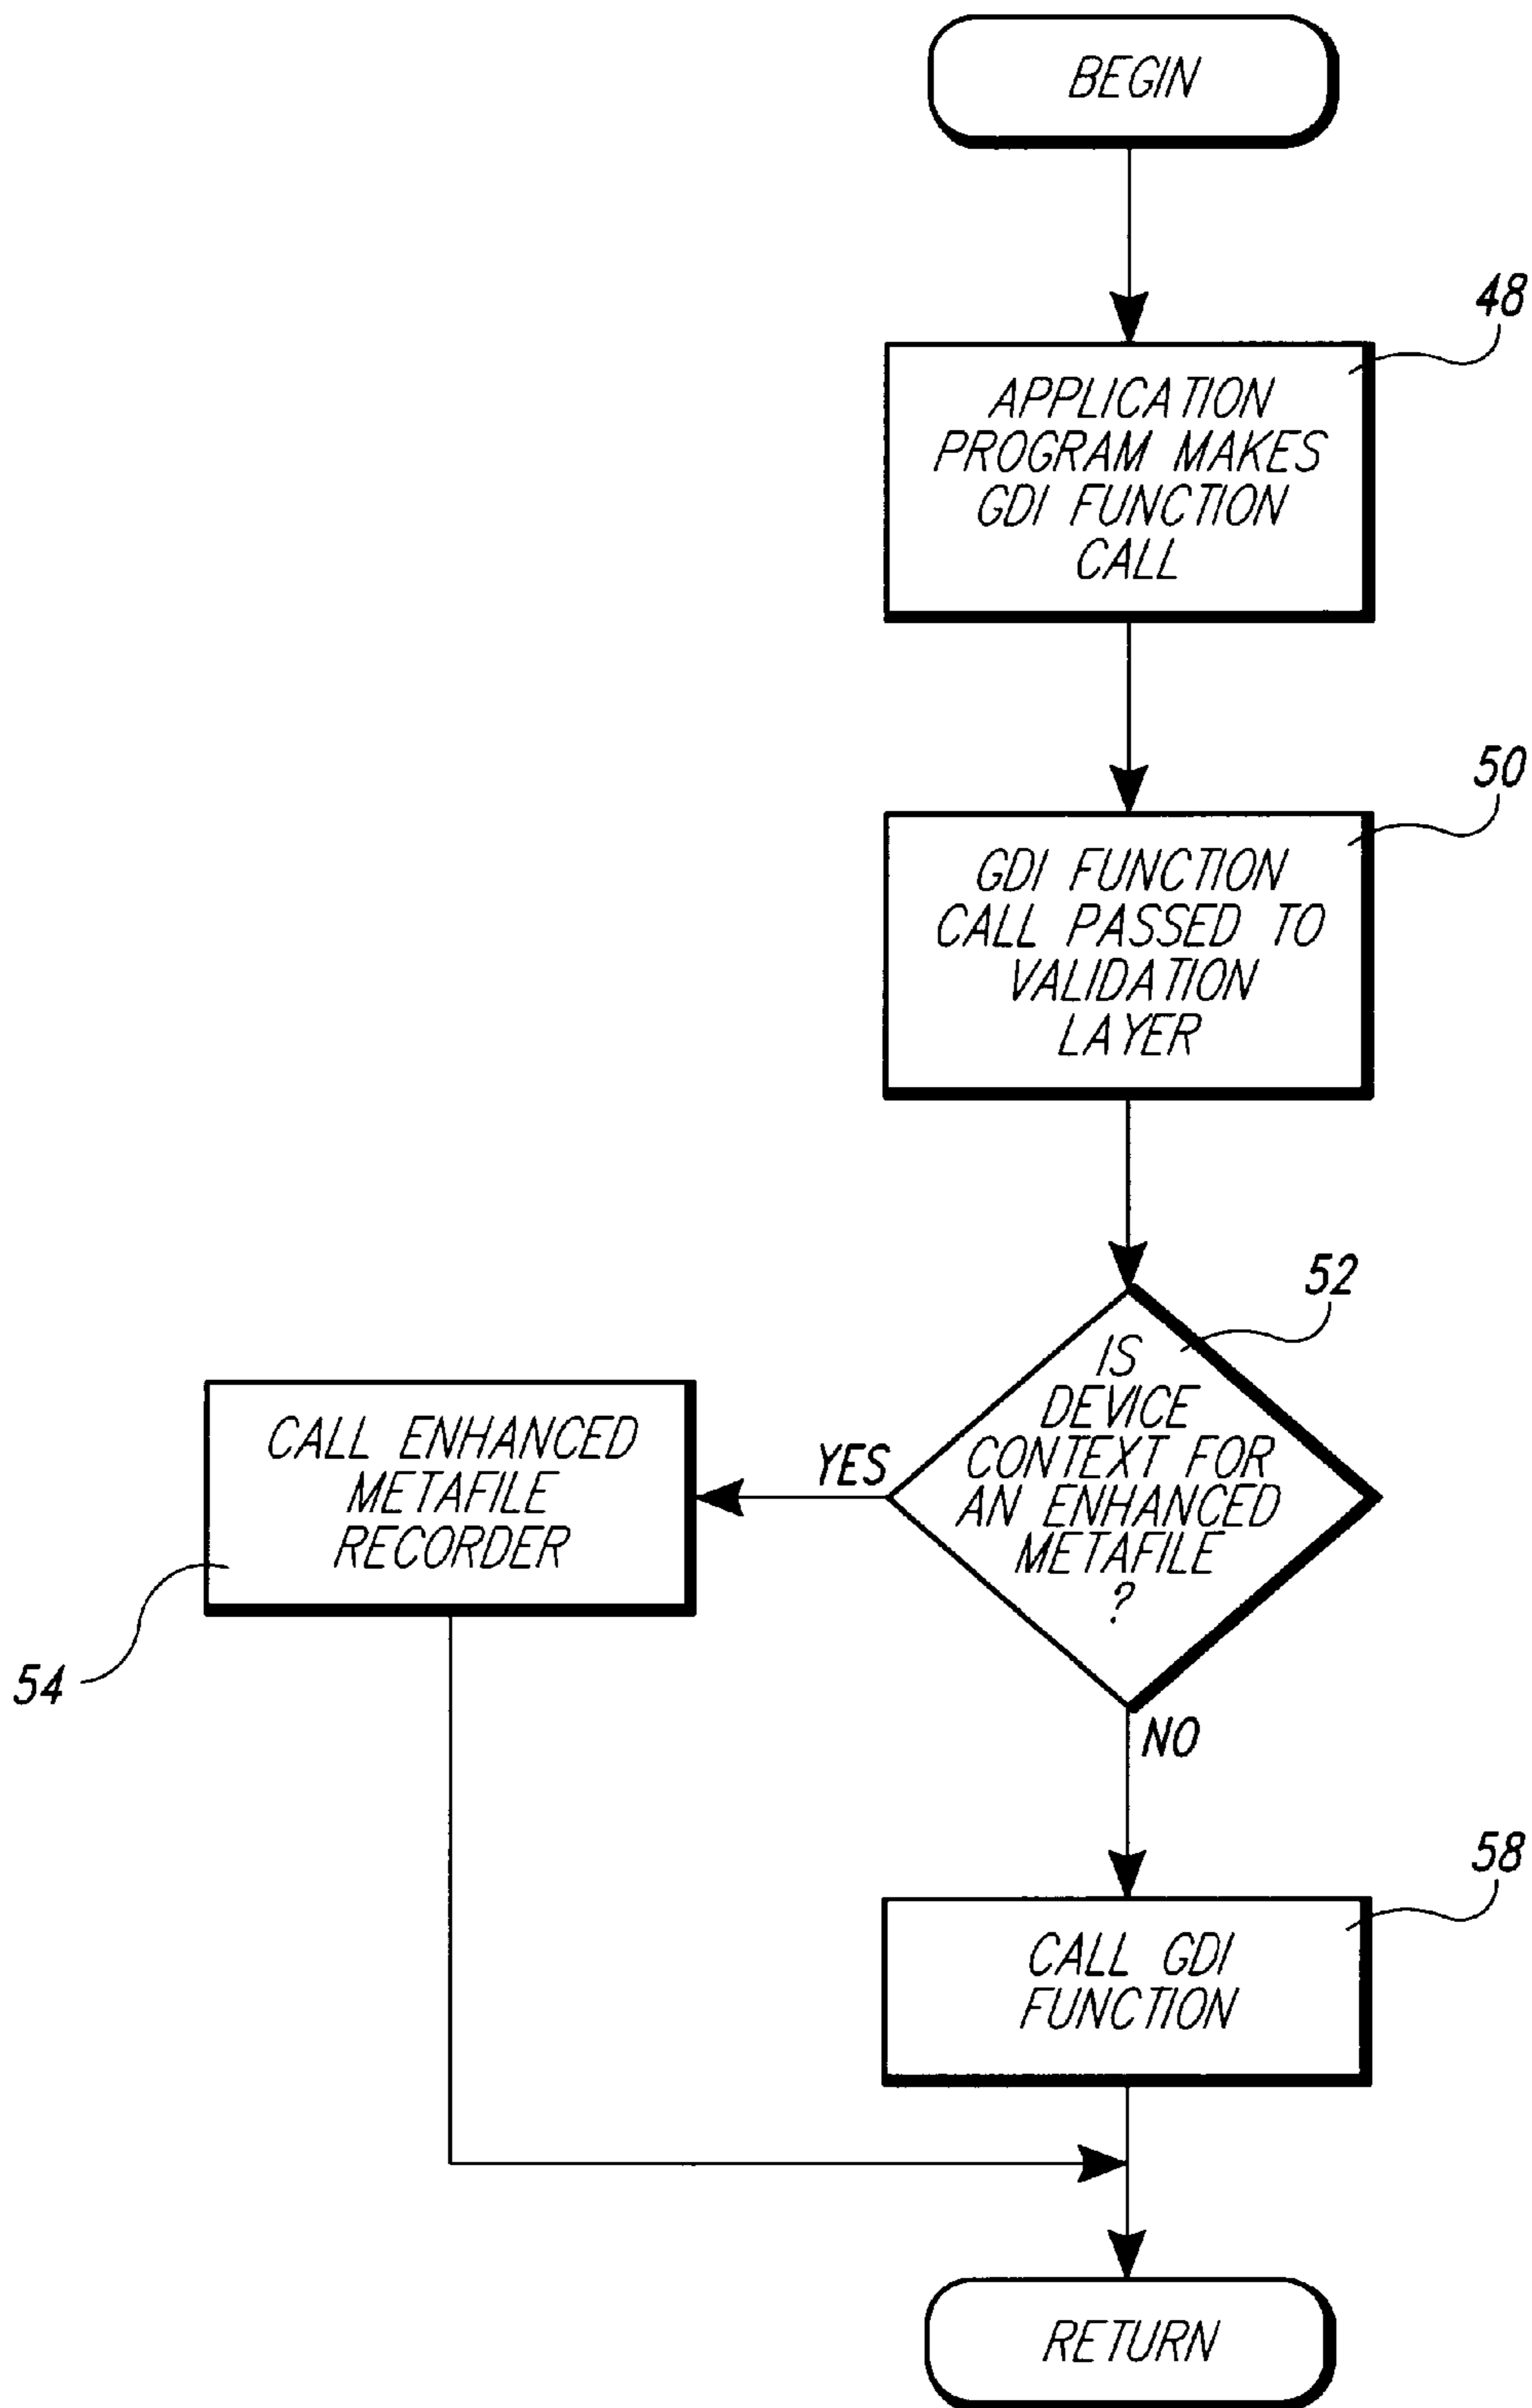 BEGIN
48
APPLICATION
PROGRAM MAKES
GDI FUNCTION
CALL
50
GDI FUNCTION
CALL PASSED TO
VALIDATION
LAYER
52
IS
DEVICE
CONTEXT FOR
AN ENHANCED
METAFILE
?
YES
CALL ENHANCED
METAFILE
RECORDER
54
NO
58
CALL GDI
FUNCTION
RETURN